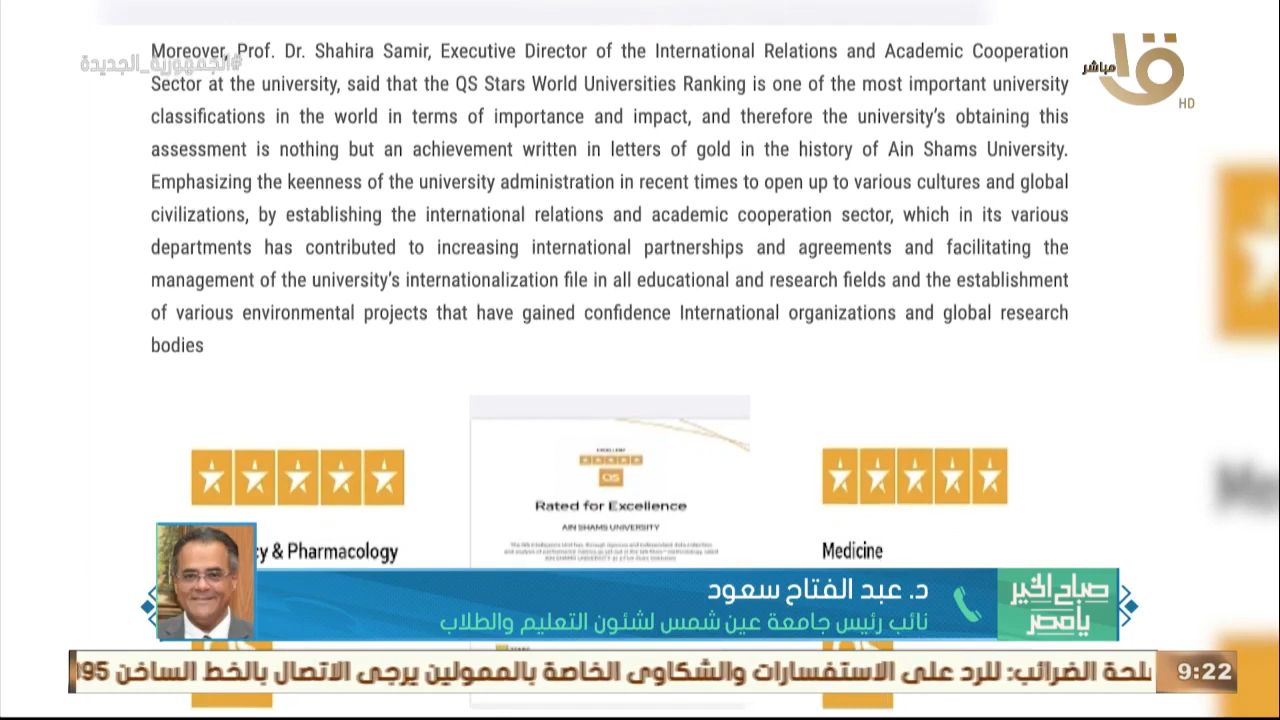 #الجمهورية_الجديدة
مباشر
HD
Moreover, Prof. Dr. Shahira Samir, Executive Director of the International Relations and Academic Cooperation
Sector at the university, said that the QS Stars World Universities Ranking is one of the most important university
classifications in the world in terms of importance and impact, and therefore the university's obtaining this
assessment is nothing but an achievement written in letters of gold in the history of Ain Shams University.
Emphasizing the keenness of the university administration in recent times to open up to various cultures and global
civilizations, by establishing the international relations and academic cooperation sector, which in its various
departments has contributed to increasing international partnerships and agreements and facilitating the
management of the university's internationalization file in all educational and research fields and the establishment
of various environmental projects that have gained confidence International organizations and global research
bodies
QS
Rated for Excellence
AIN SHAMS UNIVERSITY
y & Pharmacology
Medicine
صباح الخير
يا مصر
د. عبد الفتاح سعود
نائب رئيس جامعة عين شمس لشئون التعليم والطلاب
9:22
لحة الضرائب: للرد على الاستفسارات والشكاوى الخاصة بالممولين يرجى الاتصال بالخط الساخن 395